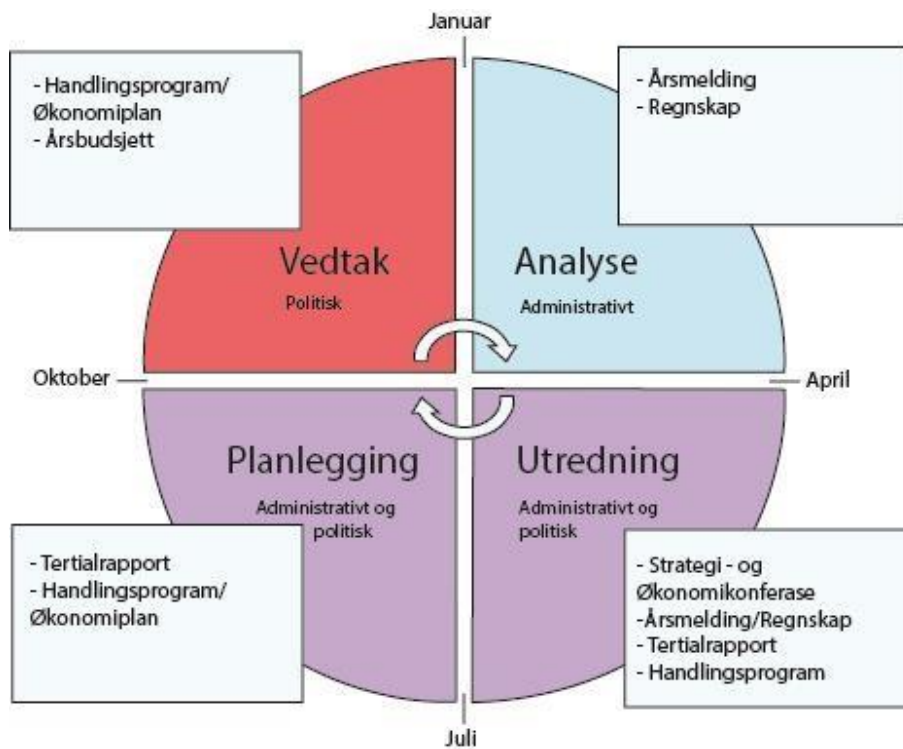 Januar
- Handlingsprogram/
Økonomiplan
- Årsbudsjett
- Årsmelding
- Regnskap
Vedtak
Politisk
Analyse
Administrativt
Oktober
April
Planlegging
Administrativt og
politisk
Utredning
Administrativt og
politisk
- Tertialrapport
- Handlingsprogram/
Økonomiplan
- Strategi - og
Økonomikonferase
-Årsmelding/Regnskap
- Tertialrapport
- Handlingsprogram
Juli